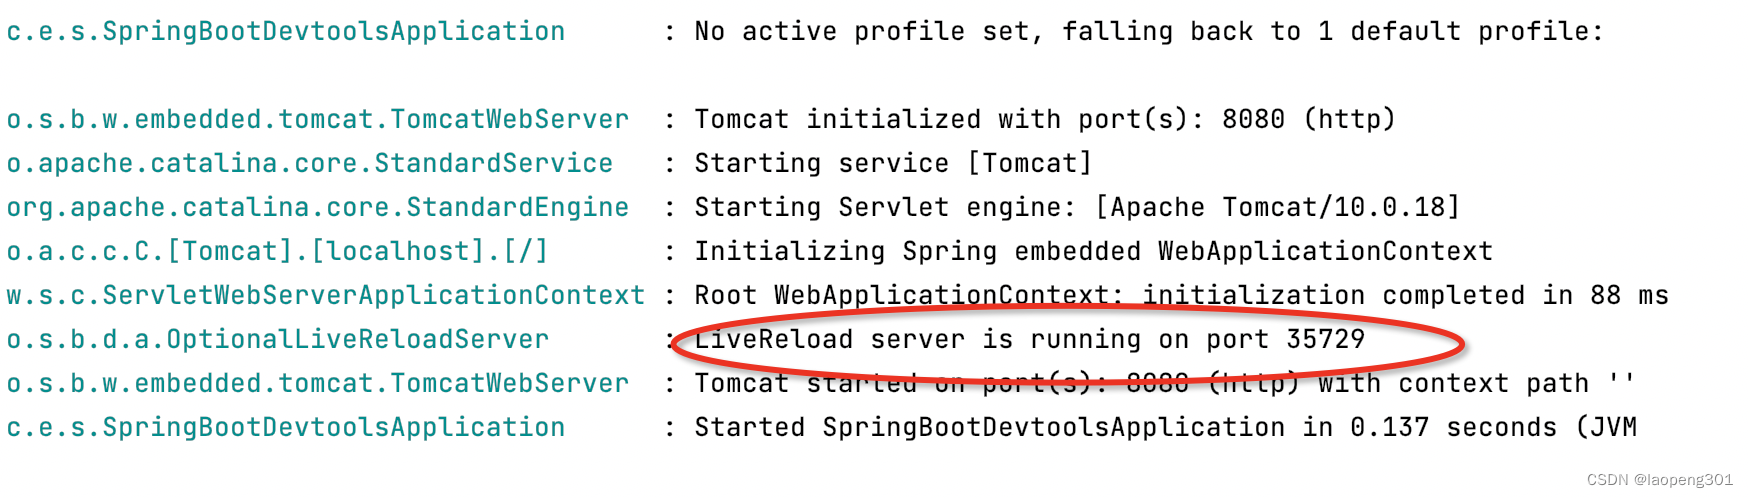 c.e.s.SpringBootDevtoolsApplication : No active profile set, falling back to 1 default profile:
o.s.b.w.embedded.tomcat.TomcatWebServer : Tomcat initialized with port(s): 8080 (http)
o.apache.catalina.core.StandardService : Starting service [Tomcat]
org.apache.catalina.core.StandardEngine : Starting Servlet engine: [Apache Tomcat/10.0.18]
o.a.c.c.C.[Tomcat].[localhost].[/] : Initializing Spring embedded WebApplicationContext
w.s.c.ServletWebServerApplicationContext : Root WebApplicationContext: initialization completed in 88 ms
o.s.b.d.a.OptionalLiveReloadServer : LiveReload server is running on port 35729
o.s.b.w.embedded.tomcat.TomcatWebServer : Tomcat started on port(s): 8080 (http) with context path ''
c.e.s.SpringBootDevtoolsApplication : Started SpringBootDevtoolsApplication in 0.137 seconds (JVM
CSDN @laopeng301